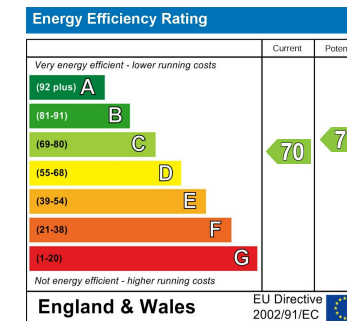 Energy Efficiency Rating
Current
Very energy efficient - lower running costs
(92 plus) A
(81-91) B
(69-80) C
70
(55-68) D
(39-54) E
(21-38) F
(1-20) G
Not energy efficient - higher running costs
England & Wales
EU Directive
2002/91/EC